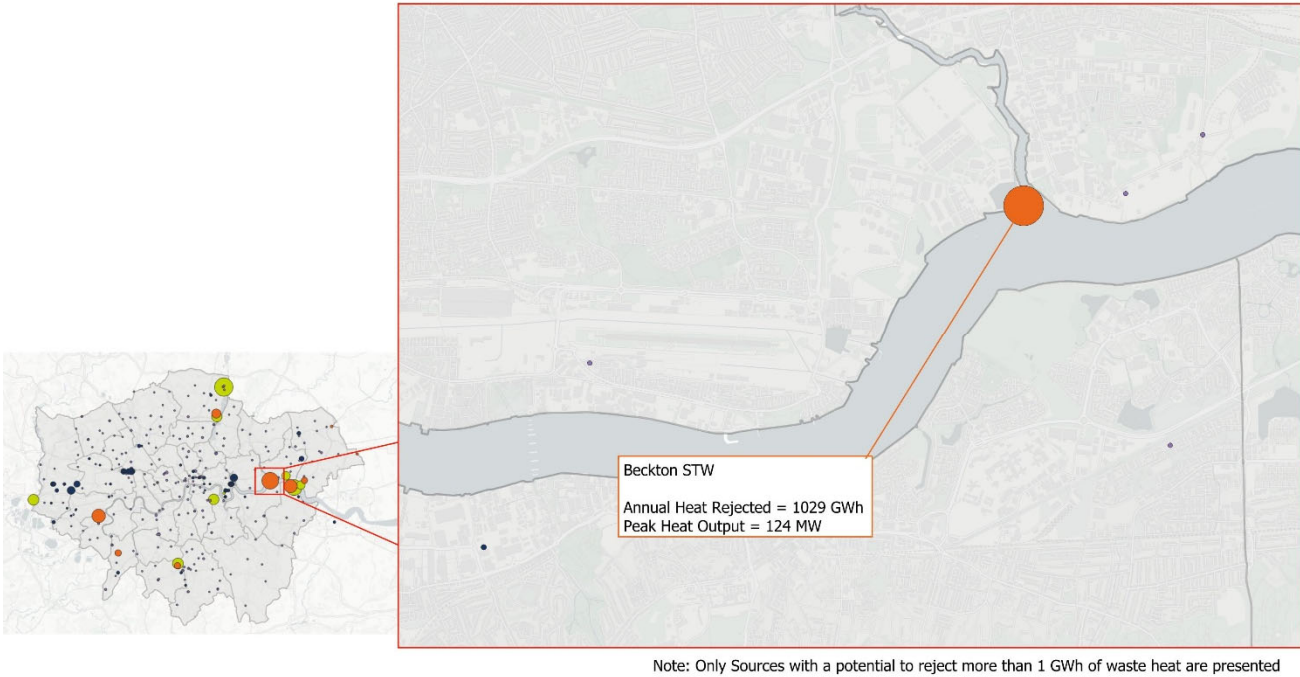 Beckton STW
Annual Heat Rejected = 1029 GWh
Peak Heat Output = 124 MW
Note: Only Sources with a potential to reject more than 1 GWh of waste heat are presented